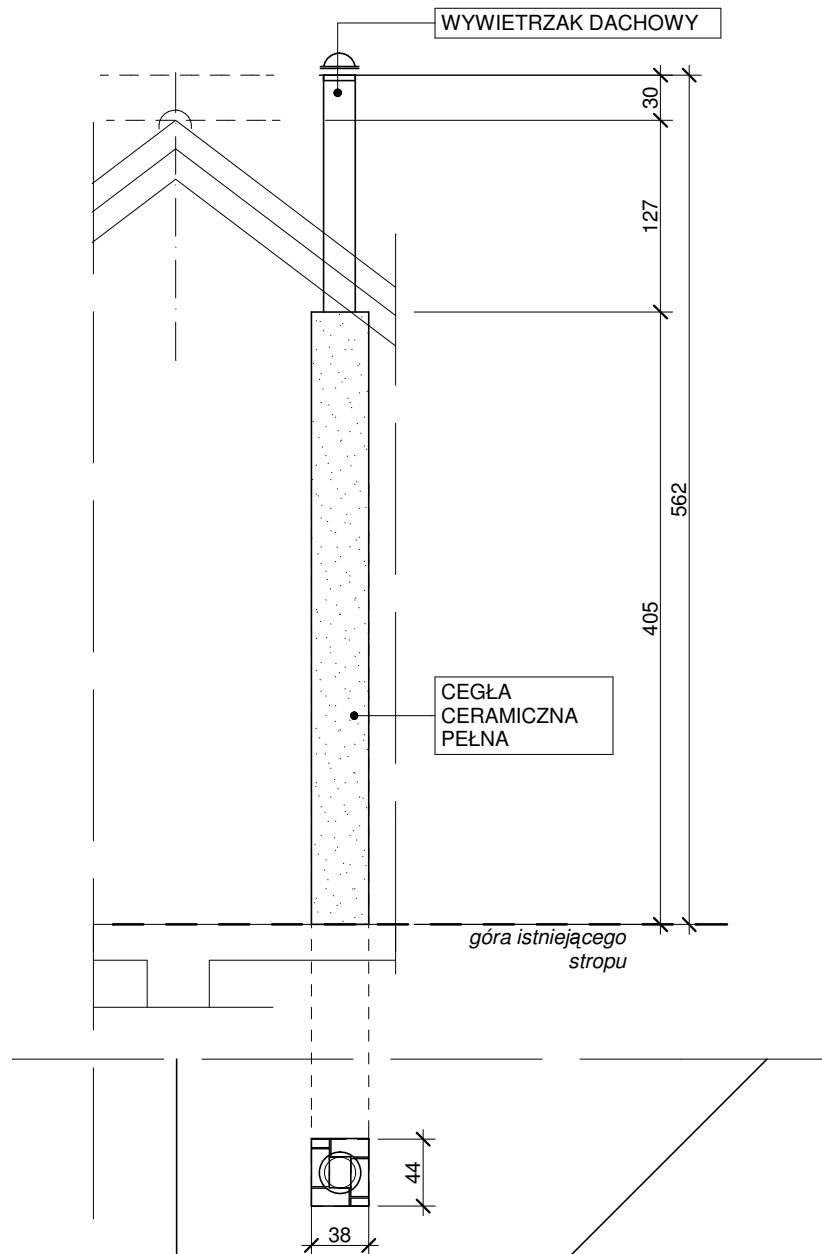 WYWIETRZAK DACHOWY
30
127
562
405
CEGŁA
CERAMICZNA
PEŁNA
góra istniejącego
stropu
44
38